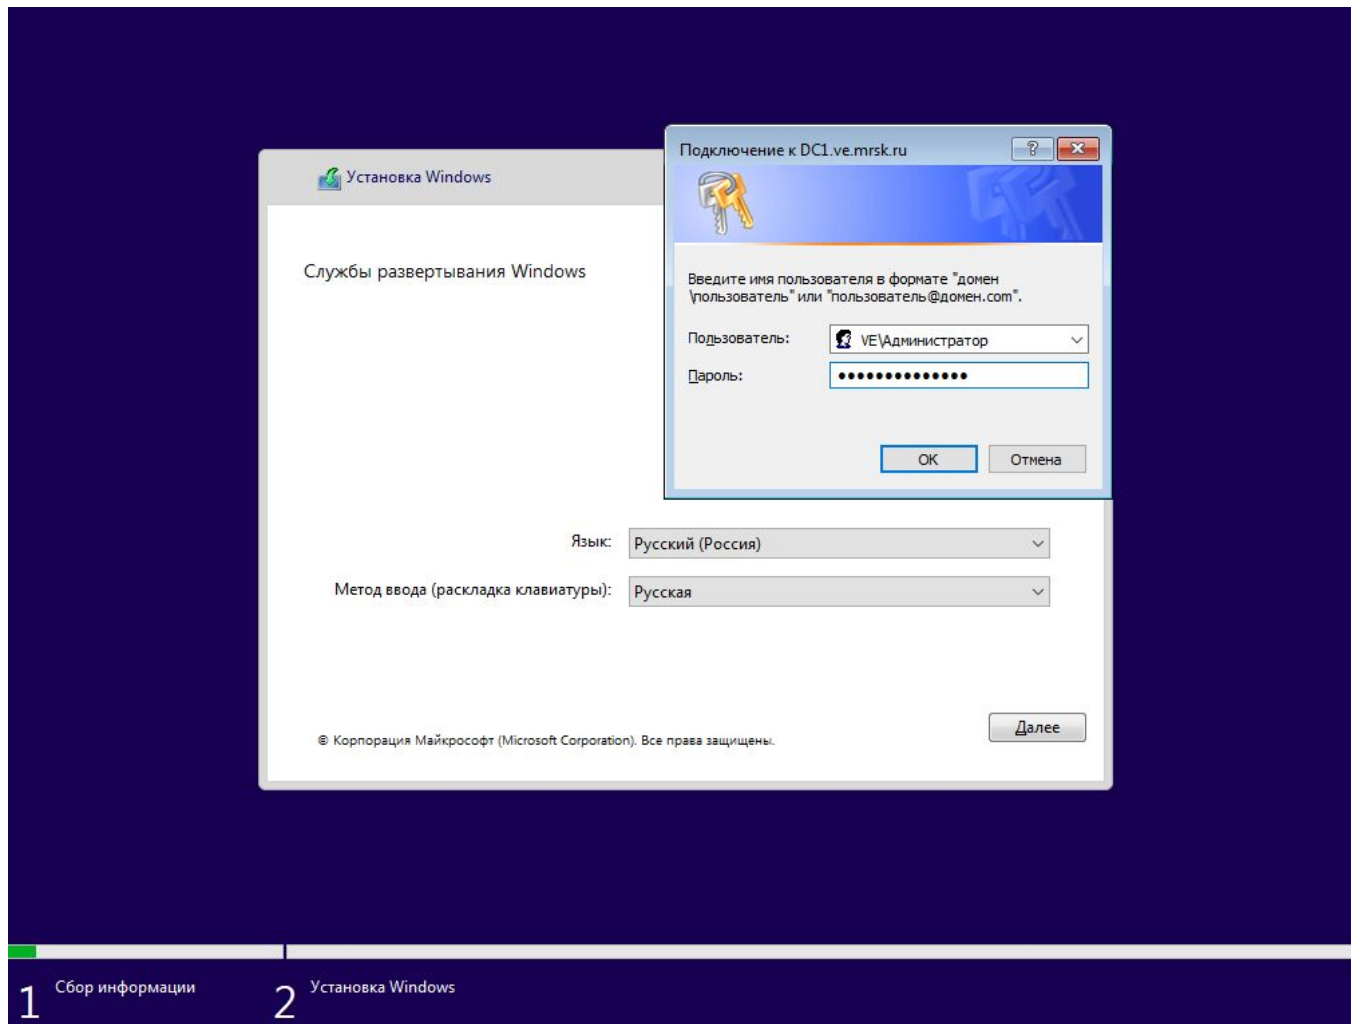 Подключение к DC1.ve.mrsk.ru
Установка Windows
Службы развертывания Windows
Введите имя пользователя в формате "домен
\пользователь" или "пользователь@домен.com".
Пользователь: VE\Администратор
Пароль: ••••••••••••••
ОК Отмена
Язык: Русский (Россия)
Метод ввода (раскладка клавиатуры): Русская
Далее
© Корпорация Майкрософт (Microsoft Corporation). Все права защищены.
1 Сбор информации 2 Установка Windows